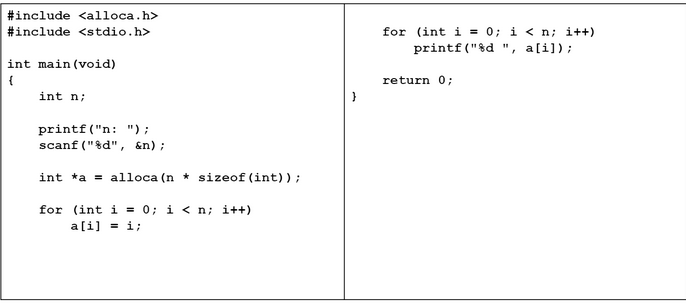 #include <alloca.h>
#include <stdio.h>

int main(void)
{
    int n;

    printf("n: ");
    scanf("%d", &n);

    int *a = alloca(n * sizeof(int));

    for (int i = 0; i < n; i++)
        a[i] = i;

    for (int i = 0; i < n; i++)
        printf("%d ", a[i]);

    return 0;
}